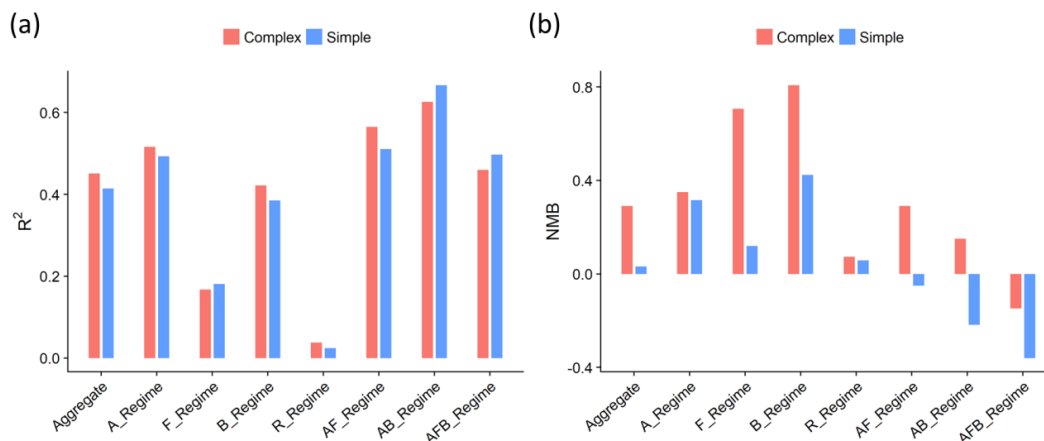 (a)
Complex Simple
R²
0.6
0.4
0.2
0.0
Aggregate
A_Regime
F_Regime
B_Regime
R_Regime
AF_Regime
AB_Regime
AFB_Regime
(b)
Complex Simple
NMB
0.8
0.4
0.0
-0.4
Aggregate
A_Regime
F_Regime
B_Regime
R_Regime
AF_Regime
AB_Regime
AFB_Regime